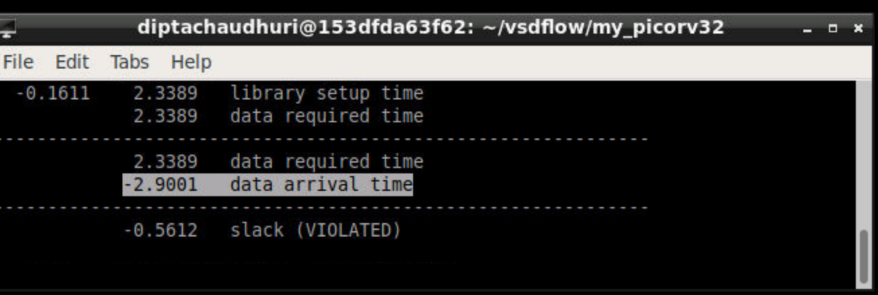 diptachaudhuri@153dfda63f62: ~/vsdflow/my_picorv32
File Edit Tabs Help
-0.1611 2.3389 library setup time
2.3389 data required time
-----------------------------------------------------------------------
2.3389 data required time
-2.9001 data arrival time
-----------------------------------------------------------------------
-0.5612 slack (VIOLATED)